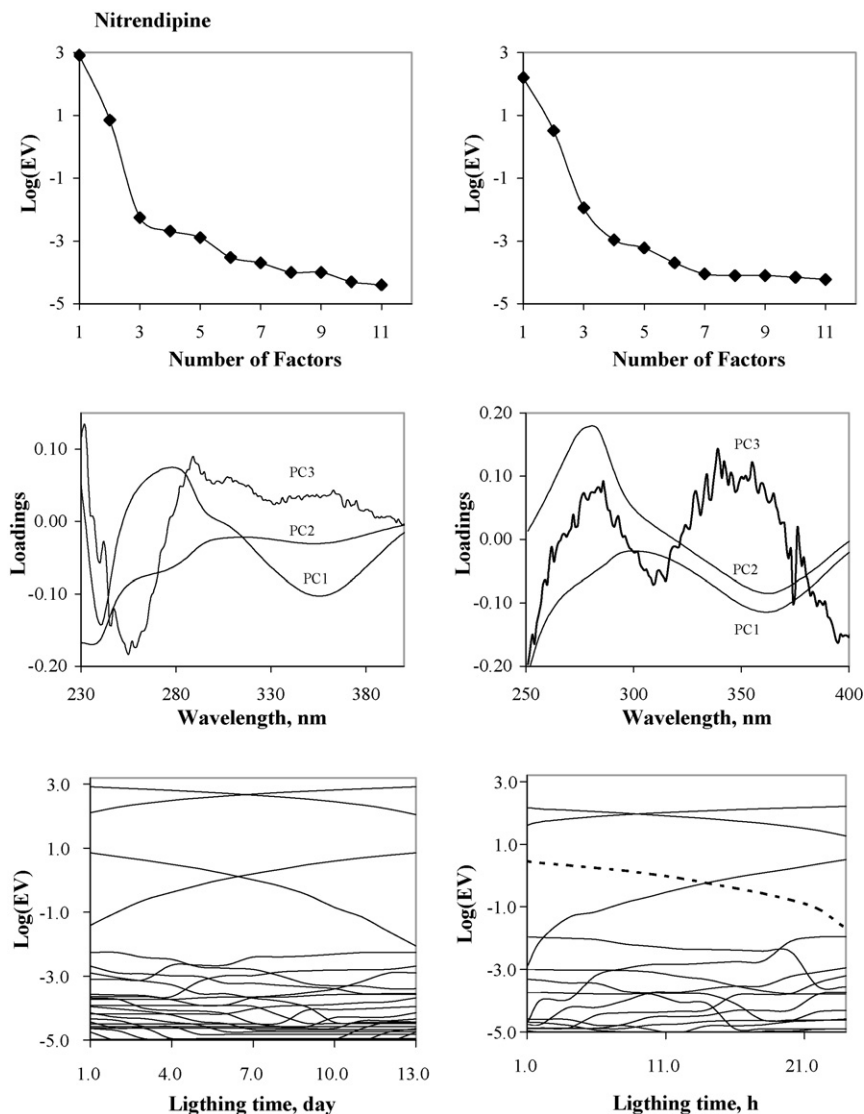 Nitrendipine
3
1
-1
-3
-5
Log(EV)
1 3 5 7 9 11
Number of Factors
3
1
-1
-3
-5
Log(EV)
1 3 5 7 9 11
Number of Factors
0.10
0.00
-0.10
-0.20
Loadings
PC3
PC2
PC1
230 280 330 380
Wavelength, nm
0.20
0.10
0.00
-0.10
-0.20
Loadings
PC3
PC2
PC1
250 300 350 400
Wavelength, nm
3.0
1.0
-1.0
-3.0
-5.0
Log(EV)
1.0 4.0 7.0 10.0 13.0
Ligthing time, day
3.0
1.0
-1.0
-3.0
-5.0
Log(EV)
1.0 11.0 21.0
Ligthing time, h